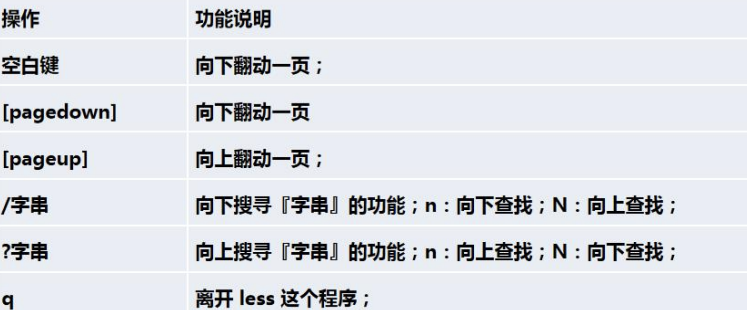 操作 功能说明
空白键 向下翻动一页；
[pagedown] 向下翻动一页
[pageup] 向上翻动一页；
/字串 向下搜寻『字串』的功能；n：向下查找；N：向上查找；
?字串 向上搜寻『字串』的功能；n：向上查找；N：向下查找；
q 离开 less 这个程序；